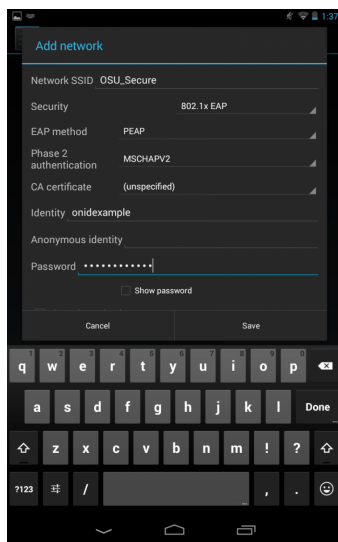 1:37
Add network
Network SSID OSU_Secure
Security 802.1x EAP
EAP method PEAP
Phase 2
authentication MSCHAPV2
CA certificate (unspecified)
Identity onidexample
Anonymous identity
Password ••••••••••••
Show password
Cancel Save
1 2 3 4 5 6 7 8 9 0
q w e r t y u i o p
a s d f g h j k l Done
z x c v b n m ! ?
?123 / , .